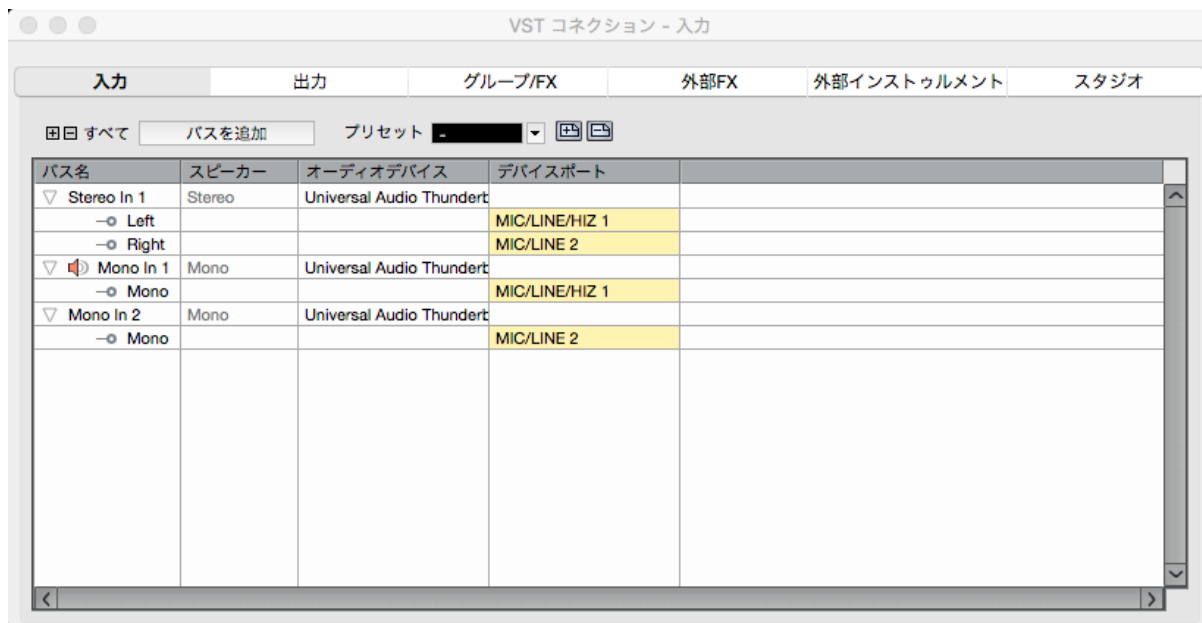 VST コネクション - 入力
入力 出力 グループ/FX 外部FX 外部インストゥルメント スタジオ
すべて バスを追加 プリセット -
バス名 スピーカー オーディオデバイス デバイスポート
Stereo In 1 Stereo Universal Audio Thunderb
Left MIC/LINE/HIZ 1
Right MIC/LINE 2
Mono In 1 Mono Universal Audio Thunderb
Mono MIC/LINE/HIZ 1
Mono In 2 Mono Universal Audio Thunderb
Mono MIC/LINE 2